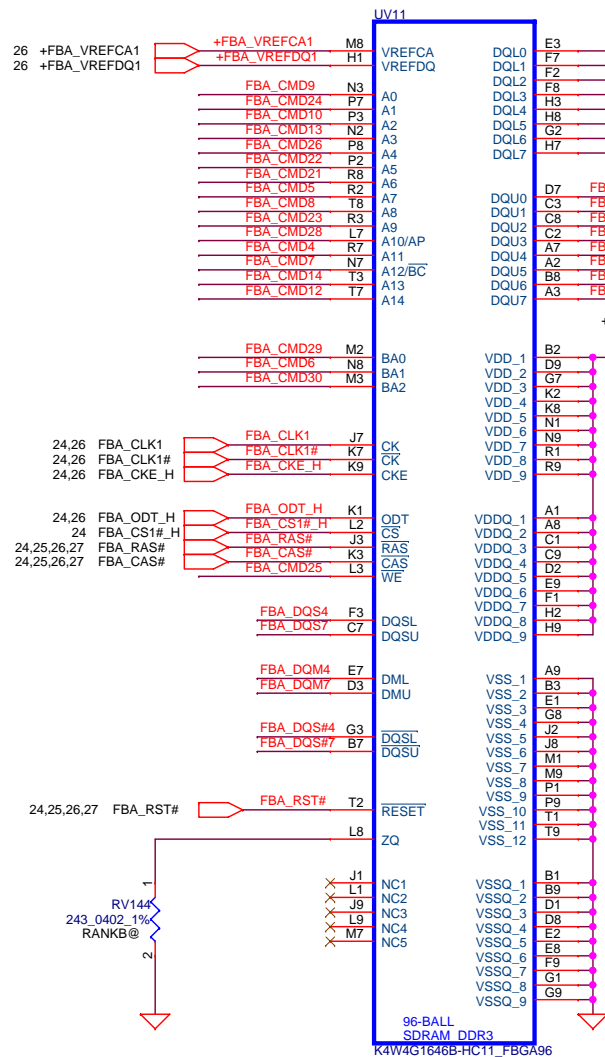 UV11
26 +FBA_VREFCA1 +FBA_VREFCA1 M8 VREFCA DQL0 E3
26 +FBA_VREFDQ1 +FBA_VREFDQ1 H1 VREFDQ DQL1 F7
DQL2 F2
FBA_CMD9 N3 A0 DQL3 F8
FBA_CMD24 P7 A1 DQL4 H3
FBA_CMD10 P3 A2 DQL5 H8
FBA_CMD13 N2 A3 DQL6 G2
FBA_CMD26 P8 A4 DQL7 H7
FBA_CMD22 P2 A5
FBA_CMD21 R8 A6
FBA_CMD5 R2 A7 DQU0 D7 FB
FBA_CMD8 T8 A8 DQU1 C3 FB
FBA_CMD23 R3 A9 DQU2 C8 FB
FBA_CMD28 L7 A10/AP DQU3 C2 FB
FBA_CMD4 R7 A11 DQU4 A7 FB
FBA_CMD7 N7 A12/BC DQU5 A2 FB
FBA_CMD14 T3 A13 DQU6 B8 FB
FBA_CMD12 T7 A14 DQU7 A3 FB
+
FBA_CMD29 M2 BA0 VDD_1 B2
FBA_CMD6 N8 BA1 VDD_2 D9
FBA_CMD30 M3 BA2 VDD_3 G7
VDD_4 K2
VDD_5 K8
VDD_6 N1
24,26 FBA_CLK1 FBA_CLK1 J7 CK VDD_7 N9
24,26 FBA_CLK1# FBA_CLK1# K7 CK VDD_8 R1
24,26 FBA_CKE_H FBA_CKE_H K9 CKE VDD_9 R9
24,26 FBA_ODT_H FBA_ODT_H K1 ODT VDDQ_1 A1
24 FBA_CS1#_H FBA_CS1#_H L2 CS VDDQ_2 A8
24,25,26,27 FBA_RAS# FBA_RAS# J3 RAS VDDQ_3 C1
24,25,26,27 FBA_CAS# FBA_CAS# K3 CAS VDDQ_4 C9
FBA_CMD25 L3 WE VDDQ_5 D2
VDDQ_6 E9
VDDQ_7 F1
FBA_DQS4 F3 DQSL VDDQ_8 H2
FBA_DQS7 C7 DQSU VDDQ_9 H9
FBA_DQM4 E7 DML VSS_1 A9
FBA_DQM7 D3 DMU VSS_2 B3
VSS_3 E1
VSS_4 G8
FBA_DQS#4 G3 DQSL VSS_5 J2
FBA_DQS#7 B7 DQSU VSS_6 J8
VSS_7 M1
VSS_8 M9
VSS_9 P1
24,25,26,27 FBA_RST# FBA_RST# T2 RESET VSS_10 P9
VSS_11 T1
L8 ZQ VSS_12 T9
J1 NC1 VSSQ_1 B1
L1 NC2 VSSQ_2 B9
J9 NC3 VSSQ_3 D1
L9 NC4 VSSQ_4 D8
M7 NC5 VSSQ_5 E2
VSSQ_6 E8
VSSQ_7 F9
VSSQ_8 G1
VSSQ_9 G9
1
RV144
243_0402_1%
RANKB@
2
96-BALL
SDRAM DDR3
K4W4G1646B-HC11_FBGA96